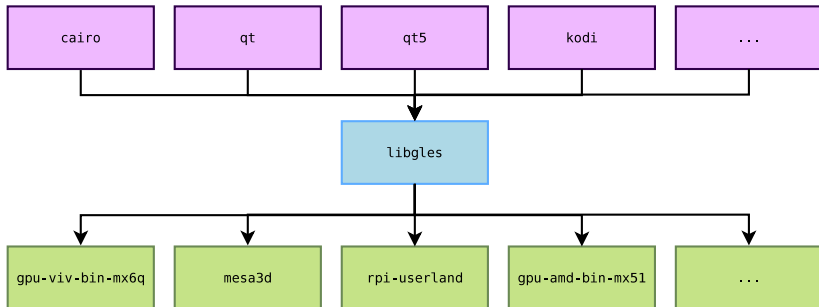 cairo
qt
qt5
kodi
...
libgles
gpu-viv-bin-mx6q
mesa3d
rpi-userland
gpu-amd-bin-mx51
...